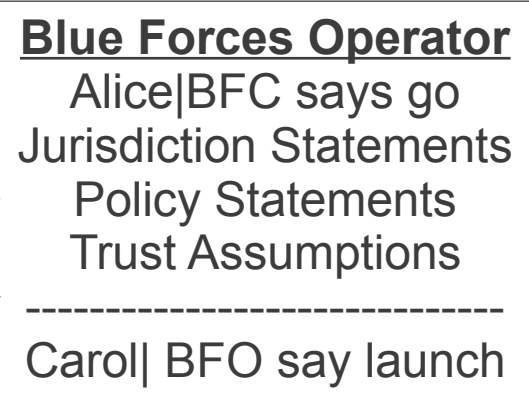 Blue Forces Operator
Alice|BFC says go
Jurisdiction Statements
Policy Statements
Trust Assumptions
------------------------------
Carol| BFO say launch